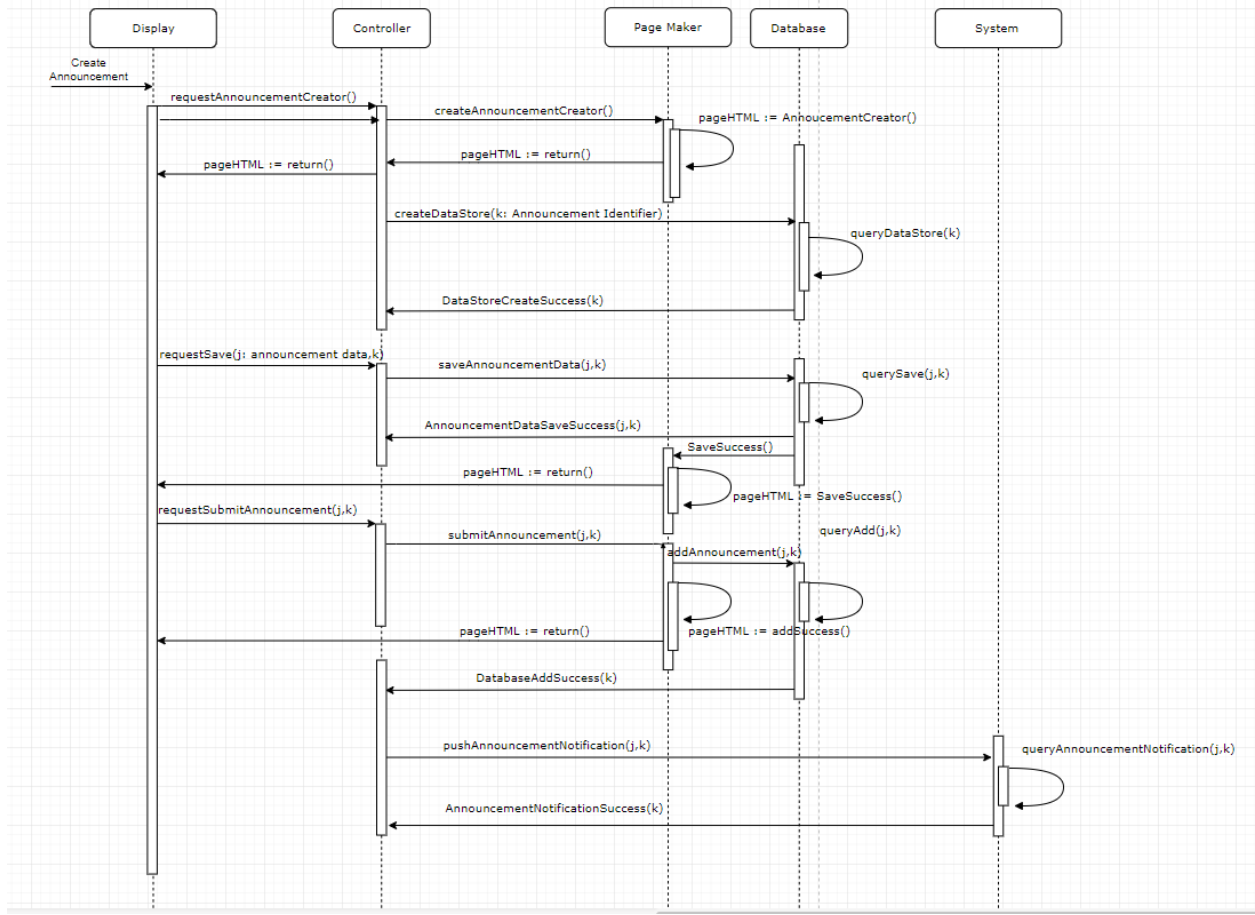 Display
Controller
Page Maker
Database
System
Create
Announcement
requestAnnouncementCreator()
createAnnouncementCreator()
pageHTML := AnnoucementCreator()
pageHTML := return()
pageHTML := return()
createDataStore(k: Announcement Identifier)
queryDataStore(k)
DataStoreCreateSuccess(k)
requestSave(j: announcement data,k)
saveAnnouncementData(j,k)
querySave(j,k)
AnnouncementDataSaveSuccess(j,k)
SaveSuccess()
pageHTML := return()
pageHTML := SaveSuccess()
requestSubmitAnnouncement(j,k)
queryAdd(j,k)
submitAnnouncement(j,k)
addAnnouncement(j,k)
pageHTML := return()
pageHTML := addSuccess()
DatabaseAddSuccess(k)
pushAnnouncementNotification(j,k)
queryAnnouncementNotification(j,k)
AnnouncementNotificationSuccess(k)